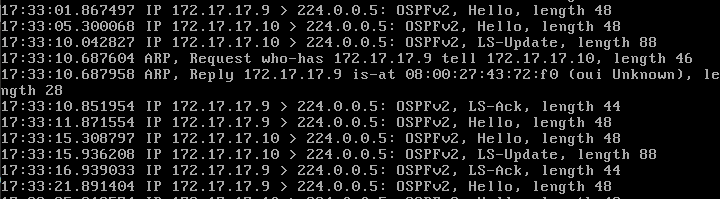 17:33:01.867497 IP 172.17.17.9 > 224.0.0.5: OSPFv2, Hello, length 48
17:33:05.300068 IP 172.17.17.10 > 224.0.0.5: OSPFv2, Hello, length 48
17:33:10.042827 IP 172.17.17.10 > 224.0.0.5: OSPFv2, LS-Update, length 88
17:33:10.687604 ARP, Request who-has 172.17.17.9 tell 172.17.17.10, length 46
17:33:10.687958 ARP, Reply 172.17.17.9 is-at 08:00:27:43:72:f0 (oui Unknown), le
ngth 28
17:33:10.851954 IP 172.17.17.9 > 224.0.0.5: OSPFv2, LS-Ack, length 44
17:33:11.871554 IP 172.17.17.9 > 224.0.0.5: OSPFv2, Hello, length 48
17:33:15.308797 IP 172.17.17.10 > 224.0.0.5: OSPFv2, Hello, length 48
17:33:15.936208 IP 172.17.17.10 > 224.0.0.5: OSPFv2, LS-Update, length 88
17:33:16.939033 IP 172.17.17.9 > 224.0.0.5: OSPFv2, LS-Ack, length 44
17:33:21.891404 IP 172.17.17.9 > 224.0.0.5: OSPFv2, Hello, length 48